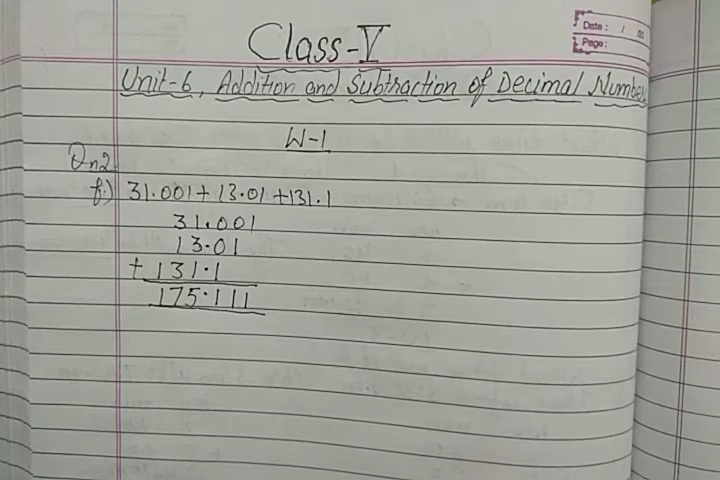 Date: /
Page:
Class-V
Unit-6, Addition and Subtraction of Decimal Number
W-1
Qn2.
f.) 31.001+13.01+131.1
31.001
13.01
+ 131.1
175.111